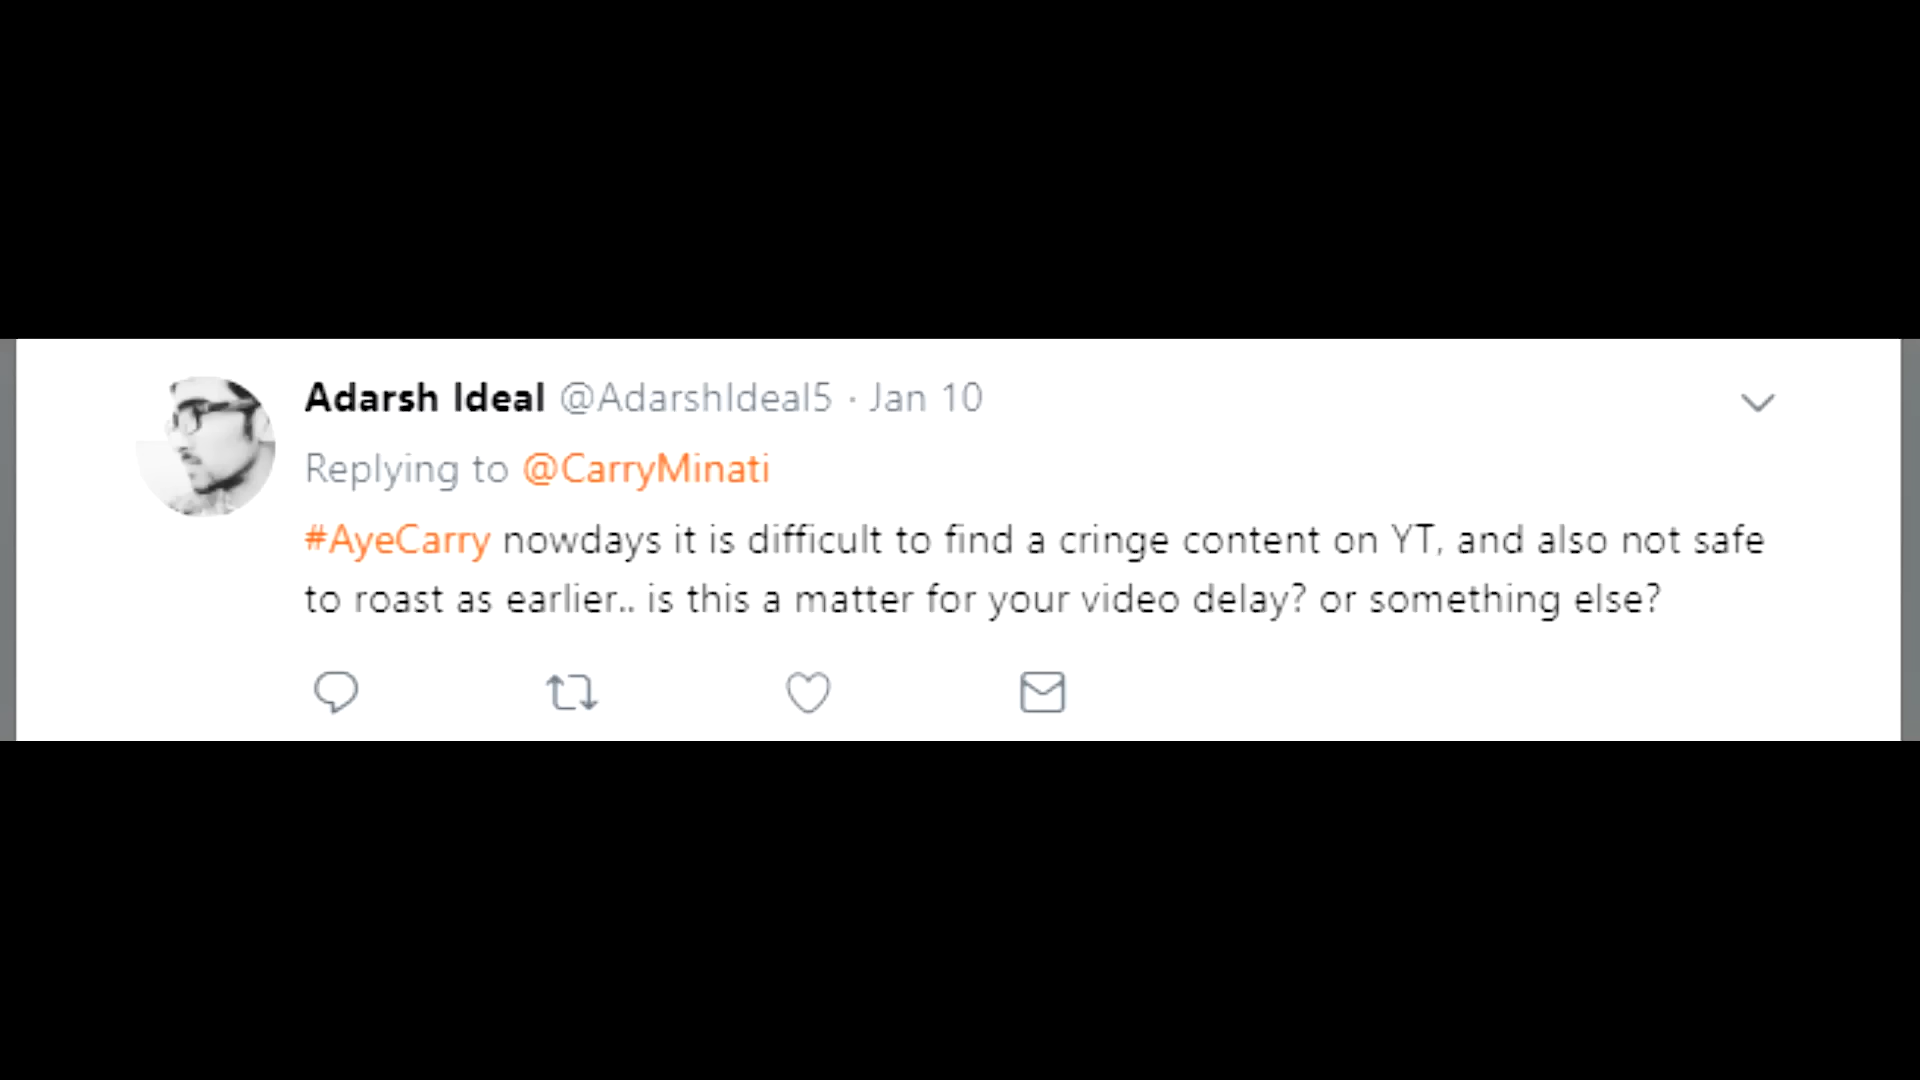 Adarsh Ideal @AdarshIdeal5 · Jan 10
Replying to @CarryMinati
#AyeCarry nowdays it is difficult to find a cringe content on YT, and also not safe
to roast as earlier.. is this a matter for your video delay? or something else?